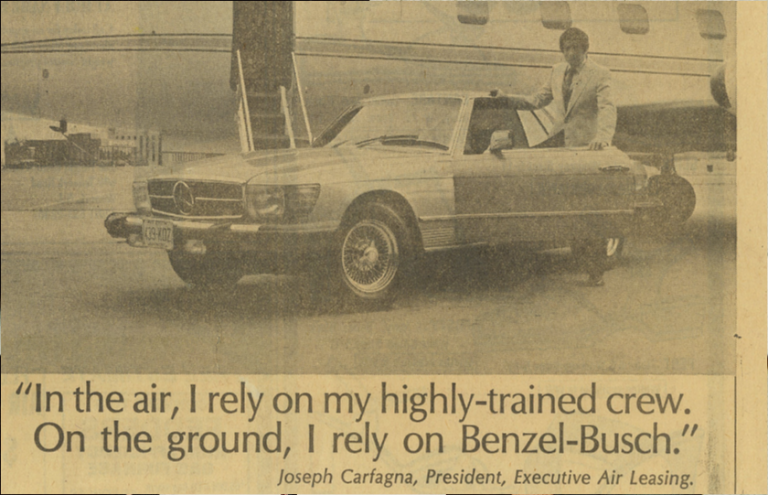 “In the air, I rely on my highly-trained crew.
On the ground, I rely on Benzel-Busch.”
Joseph Carfagna, President, Executive Air Leasing.